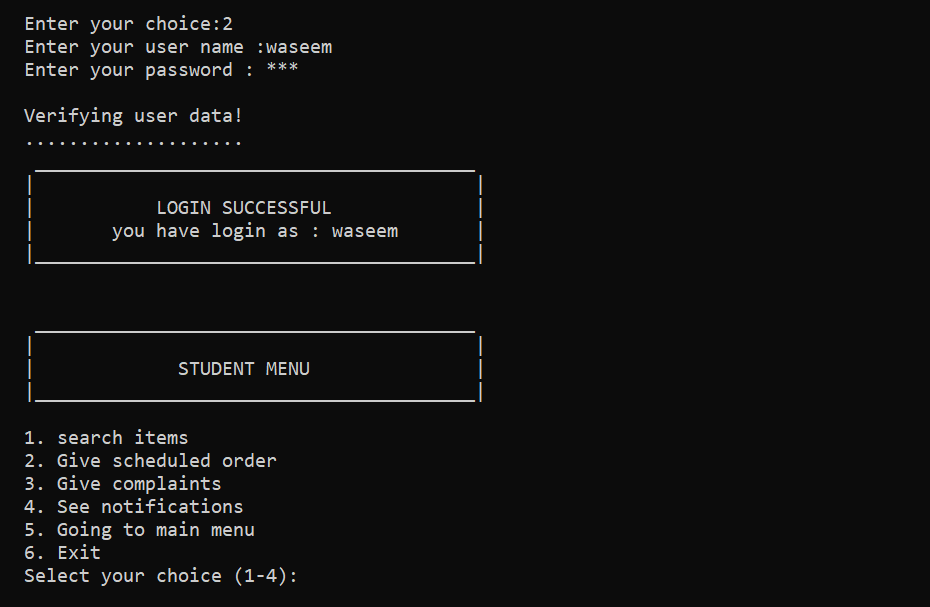 Enter your choice:2
Enter your user name :waseem
Enter your password : ***
Verifying user data!
....................
LOGIN SUCCESSFUL
you have login as : waseem
STUDENT MENU
1. search items
2. Give scheduled order
3. Give complaints
4. See notifications
5. Going to main menu
6. Exit
Select your choice (1-4):